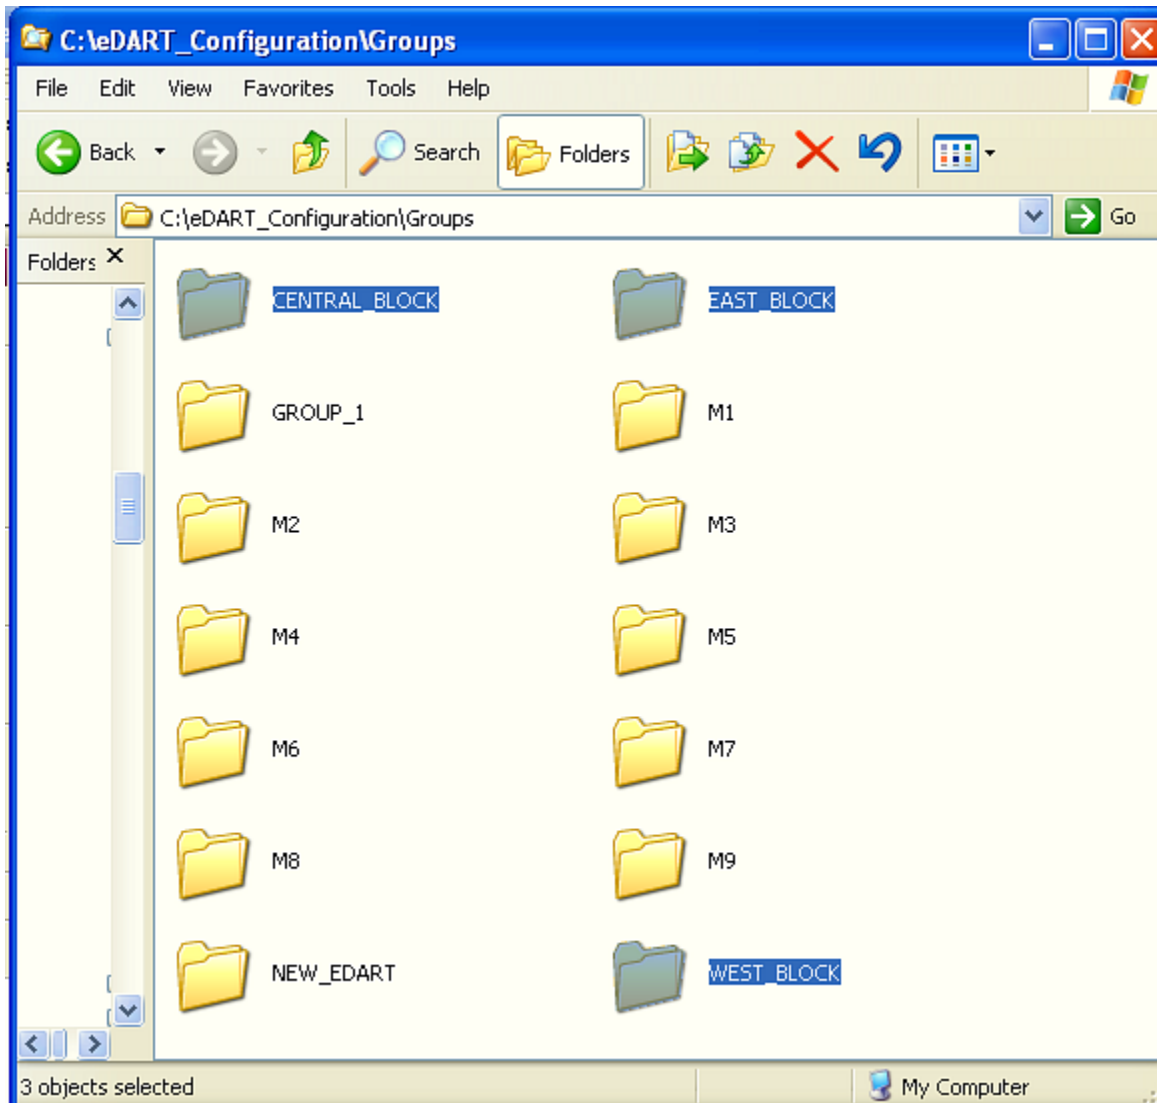 C:\eDART_Configuration\Groups
File Edit View Favorites Tools Help
Back Search Folders
Address C:\eDART_Configuration\Groups Go
Folders
CENTRAL_BLOCK EAST_BLOCK
GROUP_1 M1
M2 M3
M4 M5
M6 M7
M8 M9
NEW_EDART WEST_BLOCK
3 objects selected My Computer